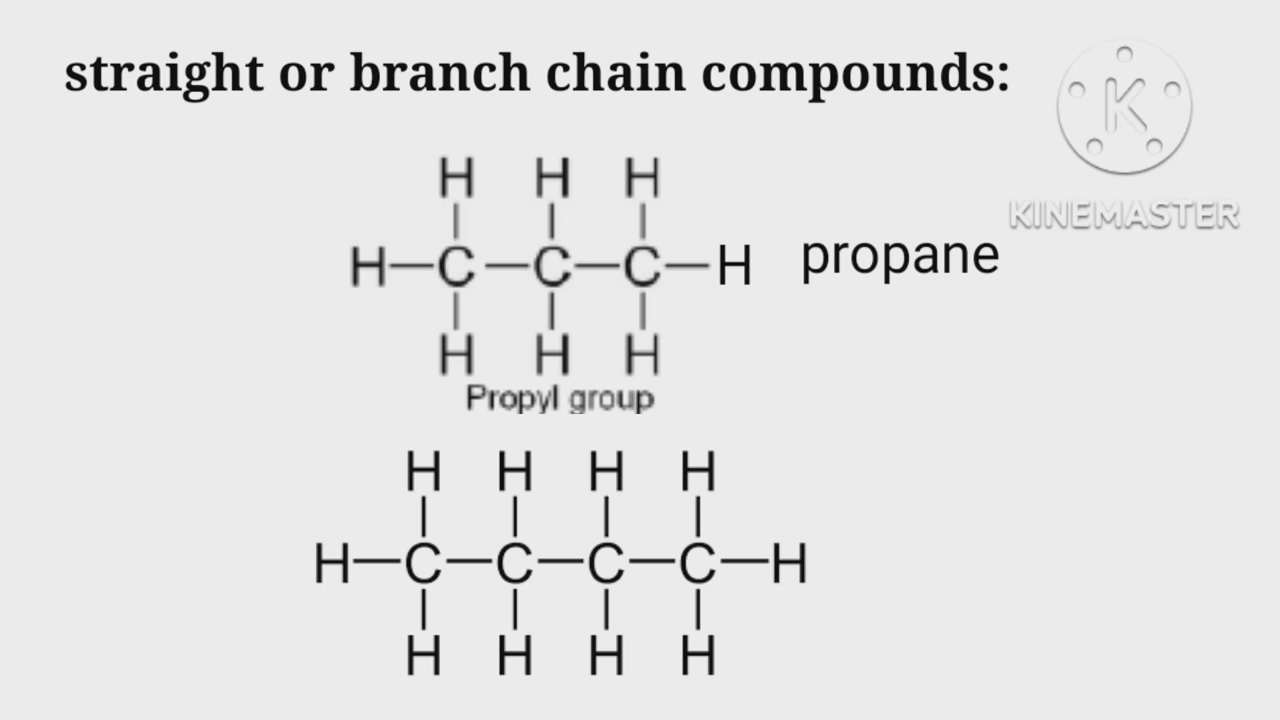 straight or branch chain compounds:
K
KINEMASTER
H H H
H—C—C—C—H propane
H H H
Propyl group
H H H H
H—C—C—C—C—H
H H H H